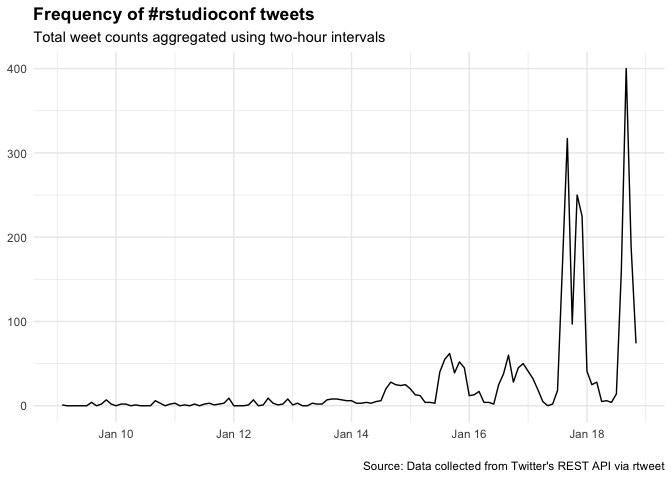 Frequency of #rstudioconf tweets
Total weet counts aggregated using two-hour intervals
400
300
200
100
0
Jan 10 Jan 12 Jan 14 Jan 16 Jan 18
Source: Data collected from Twitter's REST API via rtweet